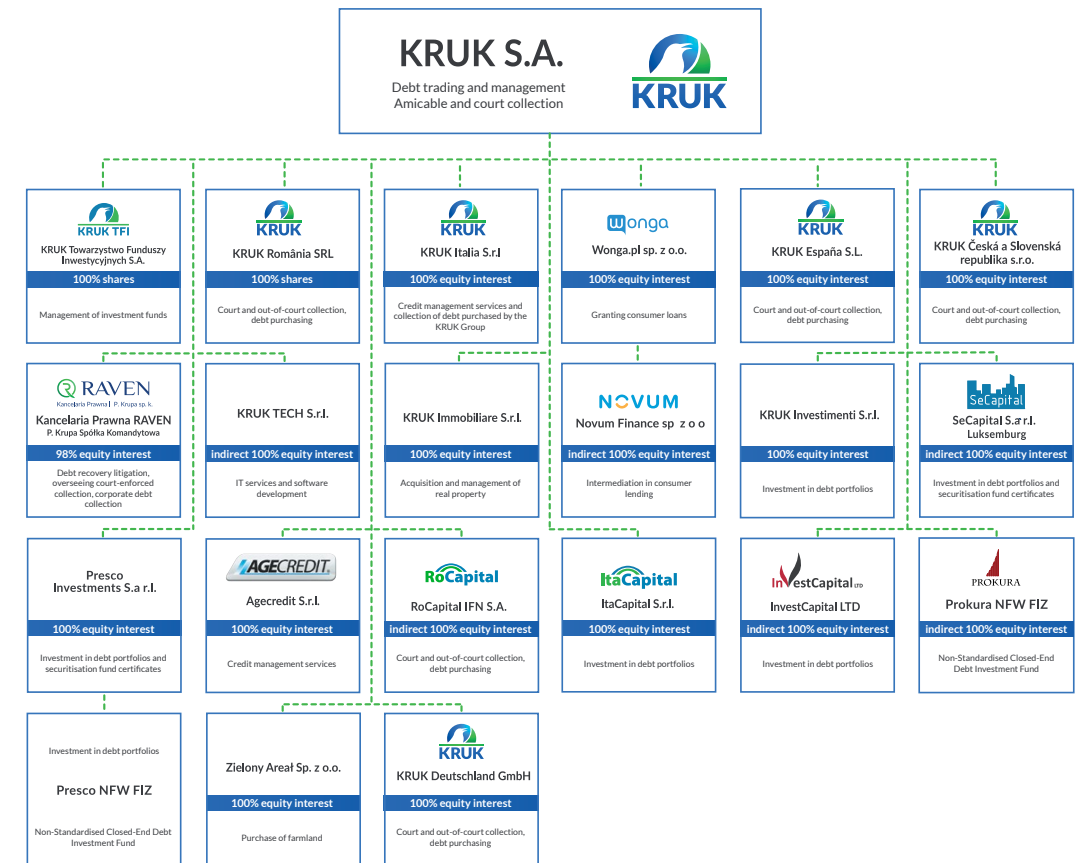 KRUK S.A.
Debt trading and management
Amicable and court collection
KRUK
KRUK TFI
KRUK Towarzystwo Funduszy
Inwestycyjnych S.A.
100% shares
Management of investment funds
KRUK
KRUK România SRL
100% shares
Court and out-of-court collection,
debt purchasing
KRUK
KRUK Italia S.r.l
100% equity interest
Credit management services and
collection of debt purchased by the
KRUK Group
wonga
Wonga.pl sp. z o.o.
100% equity interest
Granting consumer loans
KRUK
KRUK España S.L.
100% equity interest
Court and out-of-court collection,
debt purchasing
KRUK
KRUK Česká a Slovenská
republika s.r.o.
100% equity interest
Court and out-of-court collection,
debt purchasing
RAVEN
Kancelaria Prawna | P. Krupa sp. k.
Kancelaria Prawna RAVEN
P. Krupa Spółka Komandytowa
98% equity interest
Debt recovery litigation,
overseeing court-enforced
collection, corporate debt
collection
KRUK TECH S.r.l.
indirect 100% equity interest
IT services and software
development
KRUK Immobiliare S.r.l.
100% equity interest
Acquisition and management of
real property
NOVUM
Novum Finance sp z o o
indirect 100% equity interest
Intermediation in consumer
lending
KRUK Investimenti S.r.l.
100% equity interest
Investment in debt portfolios
SeCapital
SeCapital S.a r.l.
Luksemburg
indirect 100% equity interest
Investment in debt portfolios and
securitisation fund certificates
Presco
Investments S.a r.l.
100% equity interest
Investment in debt portfolios and
securitisation fund certificates
AGECREDIT
Agecredit S.r.l.
100% equity interest
Credit management services
RoCapital
RoCapital IFN S.A.
indirect 100% equity interest
Court and out-of-court collection,
debt purchasing
ItaCapital
ItaCapital S.r.l.
100% equity interest
Investment in debt portfolios
InvestCapital LTD
InvestCapital LTD
indirect 100% equity interest
Investment in debt portfolios
PROKURA
Prokura NFW FIZ
indirect 100% equity interest
Non-Standardised Closed-End
Debt Investment Fund
Investment in debt portfolios
Presco NFW FIZ
Non-Standardised Closed-End Debt
Investment Fund
Zielony Areał Sp. z o.o.
100% equity interest
Purchase of farmland
KRUK
KRUK Deutschland GmbH
100% equity interest
Court and out-of-court collection,
debt purchasing